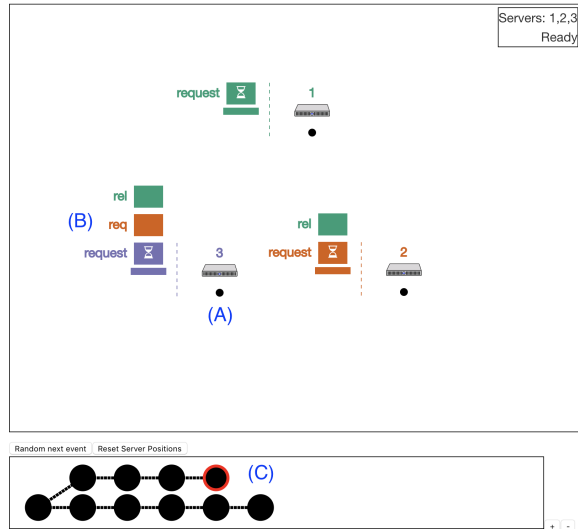 Servers: 1,2,3
Ready
request
1
rel
(B)
req
rel
request
3
request
2
(A)
Random next event
Reset Server Positions
(C)
+
-